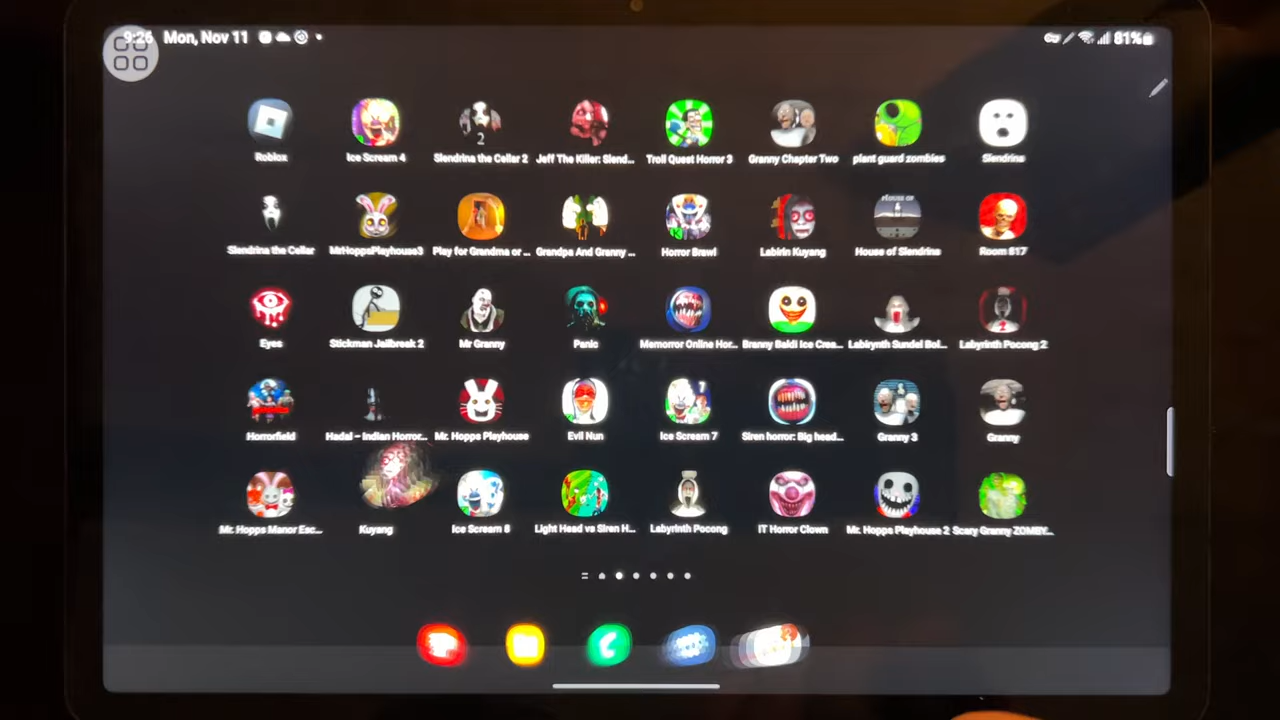 9:26 Mon, Nov 11 81%
Roblox Ice Scream 4 Slendrina the Cellar 2 Jeff The Killer: Slend... Troll Quest Horror 3 Granny Chapter Two plant guard zombies Slendrina
Slendrina the Cellar MrHoppsPlayhouse3 Play for Grandma or ... Grandpa And Granny ... Horror Brawl Labirin Kuyang House of Slendrina Room 817
Eyes Stickman Jailbreak 2 Mr Granny Panic Memorror Online Hor... Branny Baldi Ice Crea... Labirynth Sundel Bol... Labyrinth Pocong 2
Horrorfield Hadal – Indian Horror... Mr. Hopps Playhouse Evil Nun Ice Scream 7 Siren horror: Big head... Granny 3 Granny
Mr. Hopps Manor Esc... Kuyang Ice Scream 8 Light Head vs Siren H... Labyrinth Pocong IT Horror Clown Mr. Hopps Playhouse 2 Scary Granny ZOMBY...